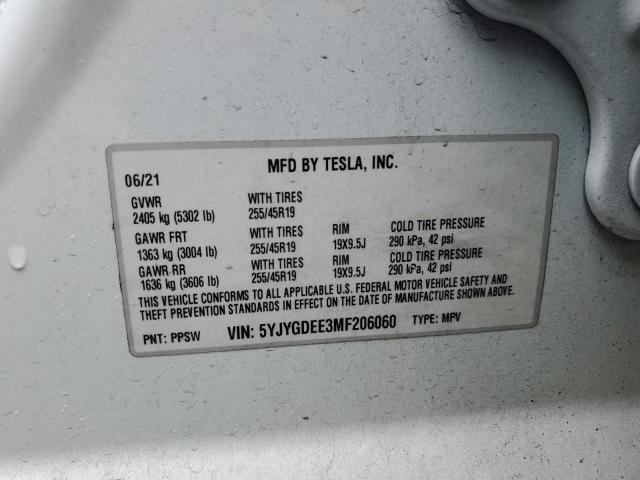 MFD BY TESLA, INC.
06/21
GVWR WITH TIRES
2405 kg (5302 lb) 255/45R19
GAWR FRT WITH TIRES RIM COLD TIRE PRESSURE
1363 kg (3004 lb) 255/45R19 19X9.5J 290 kPa, 42 psi
GAWR RR WITH TIRES RIM COLD TIRE PRESSURE
1636 kg (3606 lb) 255/45R19 19X9.5J 290 kPa, 42 psi
THIS VEHICLE CONFORMS TO ALL APPLICABLE U.S. FEDERAL MOTOR VEHICLE SAFETY AND
THEFT PREVENTION STANDARDS IN EFFECT ON THE DATE OF MANUFACTURE SHOWN ABOVE.
PNT: PPSW VIN: 5YJYGDEE3MF206060 TYPE: MPV